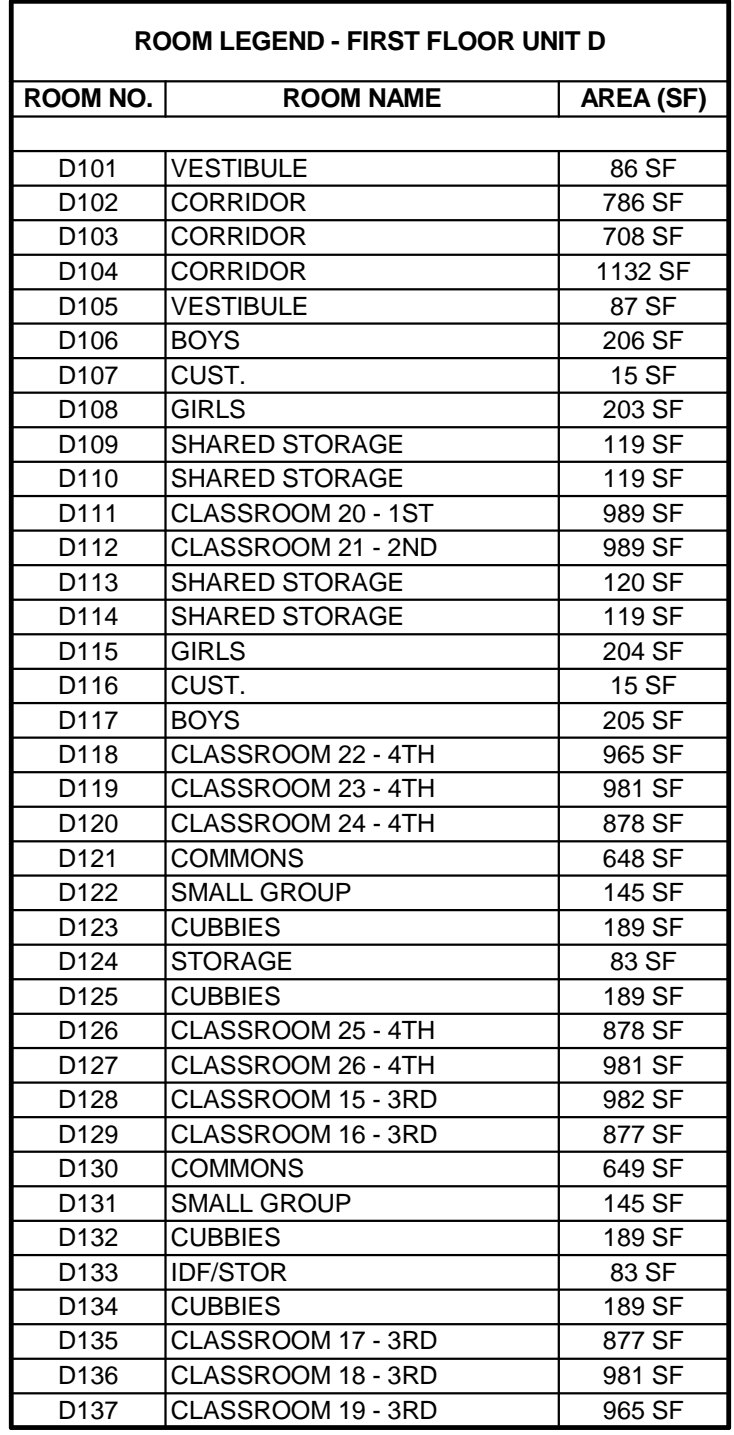 ROOM LEGEND - FIRST FLOOR UNIT D
ROOM NO. ROOM NAME AREA (SF)
D101 VESTIBULE 86 SF
D102 CORRIDOR 786 SF
D103 CORRIDOR 708 SF
D104 CORRIDOR 1132 SF
D105 VESTIBULE 87 SF
D106 BOYS 206 SF
D107 CUST. 15 SF
D108 GIRLS 203 SF
D109 SHARED STORAGE 119 SF
D110 SHARED STORAGE 119 SF
D111 CLASSROOM 20 - 1ST 989 SF
D112 CLASSROOM 21 - 2ND 989 SF
D113 SHARED STORAGE 120 SF
D114 SHARED STORAGE 119 SF
D115 GIRLS 204 SF
D116 CUST. 15 SF
D117 BOYS 205 SF
D118 CLASSROOM 22 - 4TH 965 SF
D119 CLASSROOM 23 - 4TH 981 SF
D120 CLASSROOM 24 - 4TH 878 SF
D121 COMMONS 648 SF
D122 SMALL GROUP 145 SF
D123 CUBBIES 189 SF
D124 STORAGE 83 SF
D125 CUBBIES 189 SF
D126 CLASSROOM 25 - 4TH 878 SF
D127 CLASSROOM 26 - 4TH 981 SF
D128 CLASSROOM 15 - 3RD 982 SF
D129 CLASSROOM 16 - 3RD 877 SF
D130 COMMONS 649 SF
D131 SMALL GROUP 145 SF
D132 CUBBIES 189 SF
D133 IDF/STOR 83 SF
D134 CUBBIES 189 SF
D135 CLASSROOM 17 - 3RD 877 SF
D136 CLASSROOM 18 - 3RD 981 SF
D137 CLASSROOM 19 - 3RD 965 SF